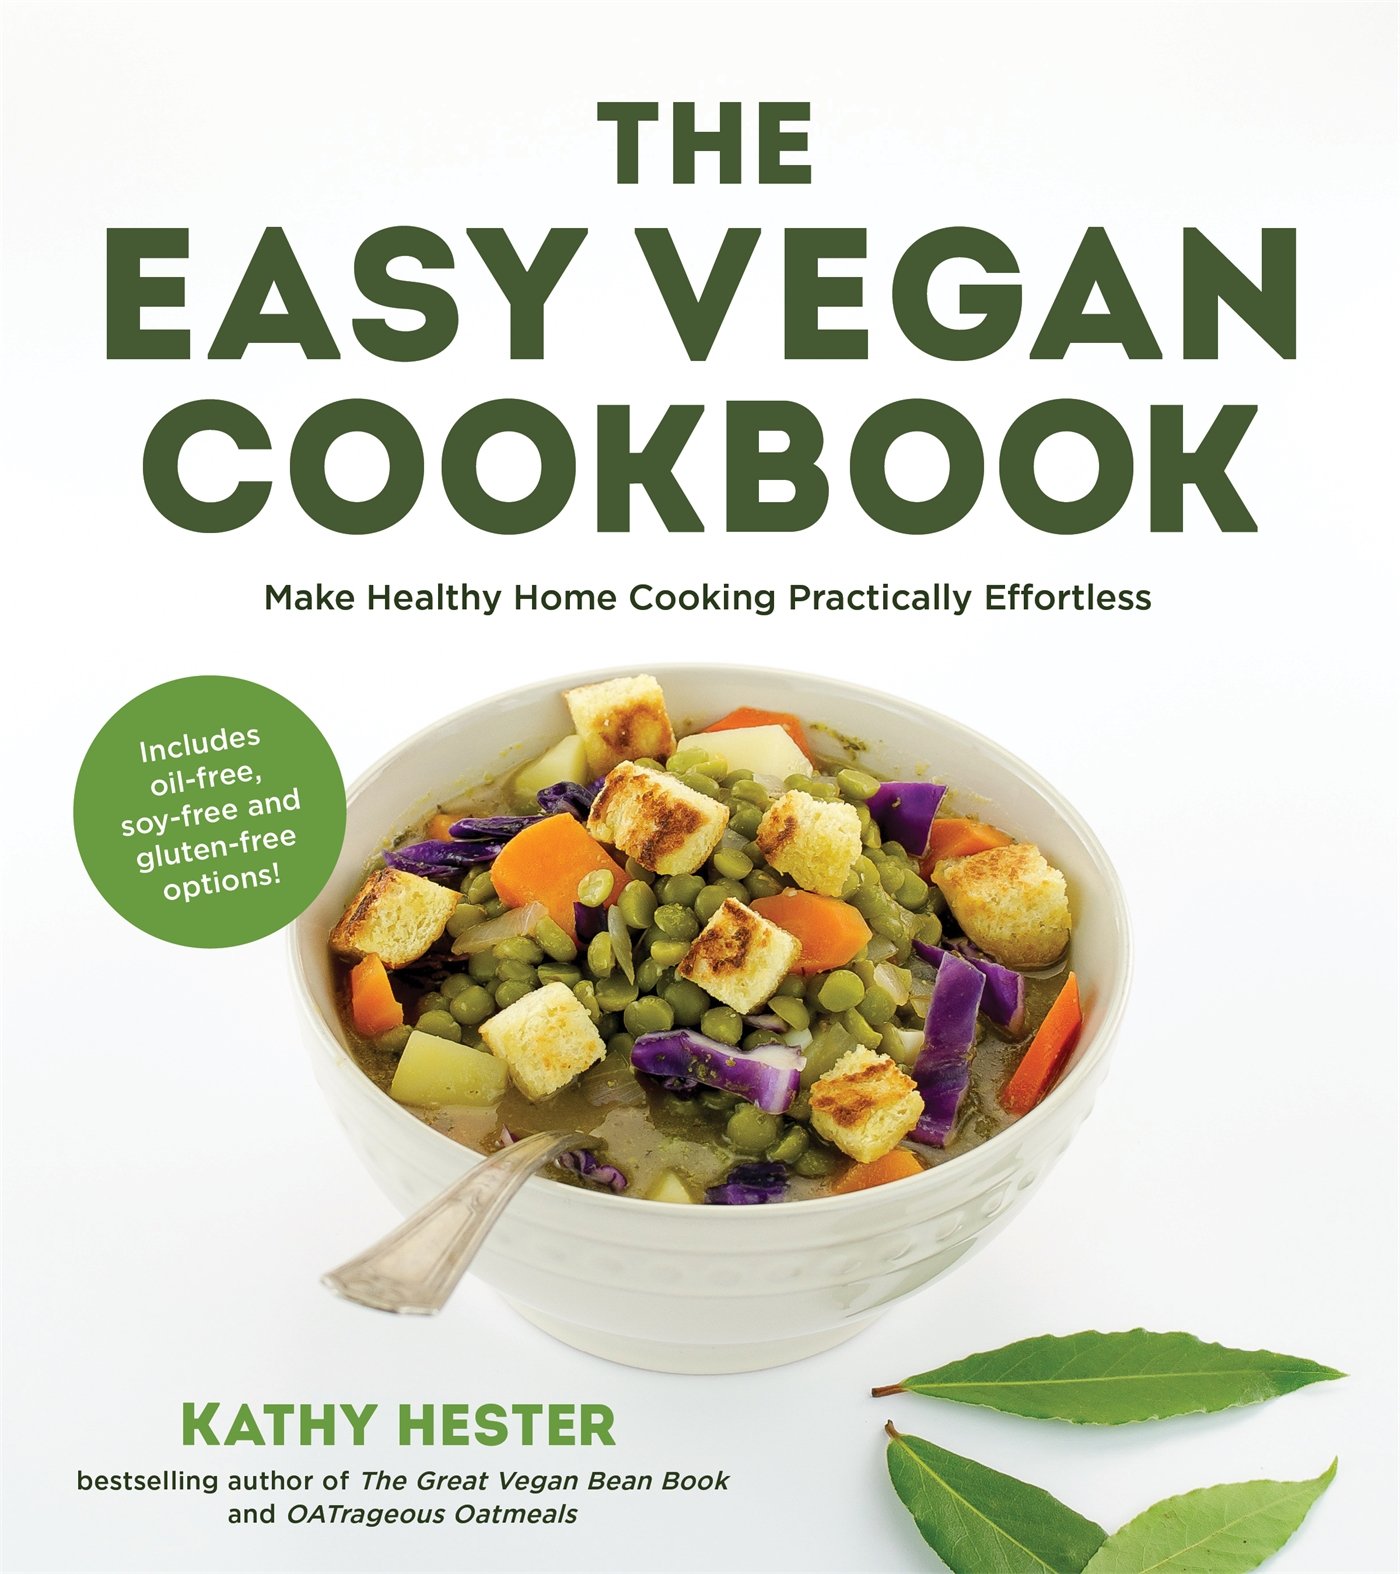 THE
EASY VEGAN
COOKBOOK
Make Healthy Home Cooking Practically Effortless
Includes
oil-free,
soy-free and
gluten-free
options!
KATHY HESTER
bestselling author of The Great Vegan Bean Book
and OATrageous Oatmeals